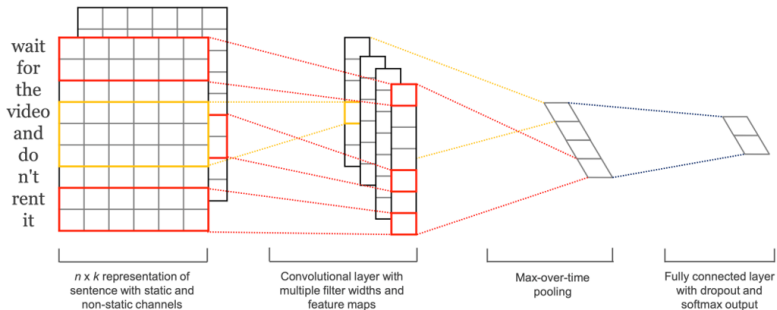 wait
for
the
video
and
do
n't
rent
it
n x k representation of
sentence with static and
non-static channels
Convolutional layer with
multiple filter widths and
feature maps
Max-over-time
pooling
Fully connected layer
with dropout and
softmax output